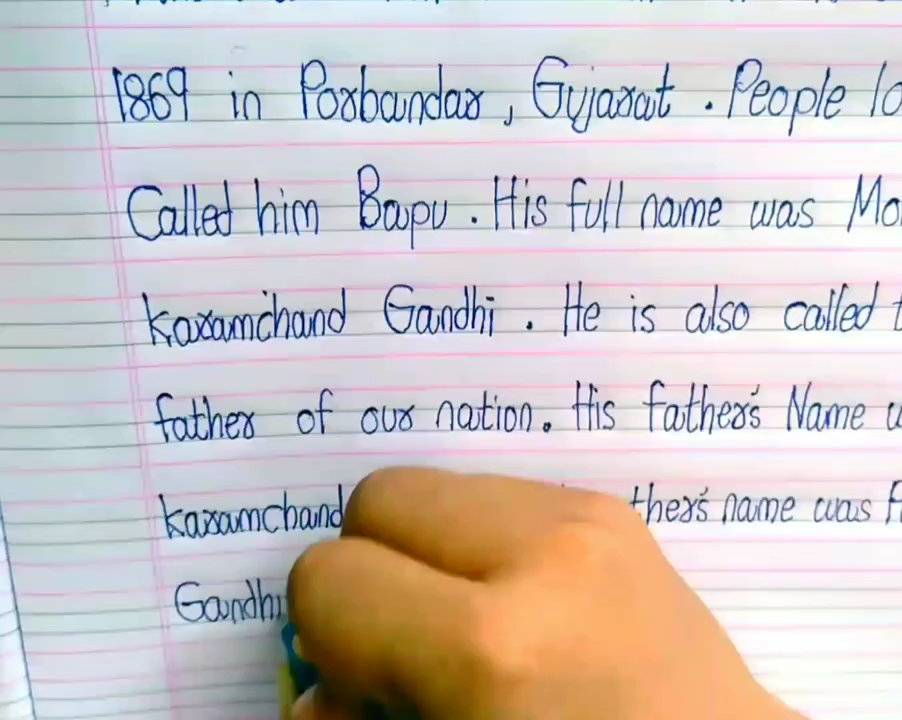 1869 in Porbandar, Gujarat. People lo
Called him Bapu. His full name was Mo
Karamchand Gandhi. He is also called t
father of our nation. His father's Name w
Karamchand thers name was P
Gandhi